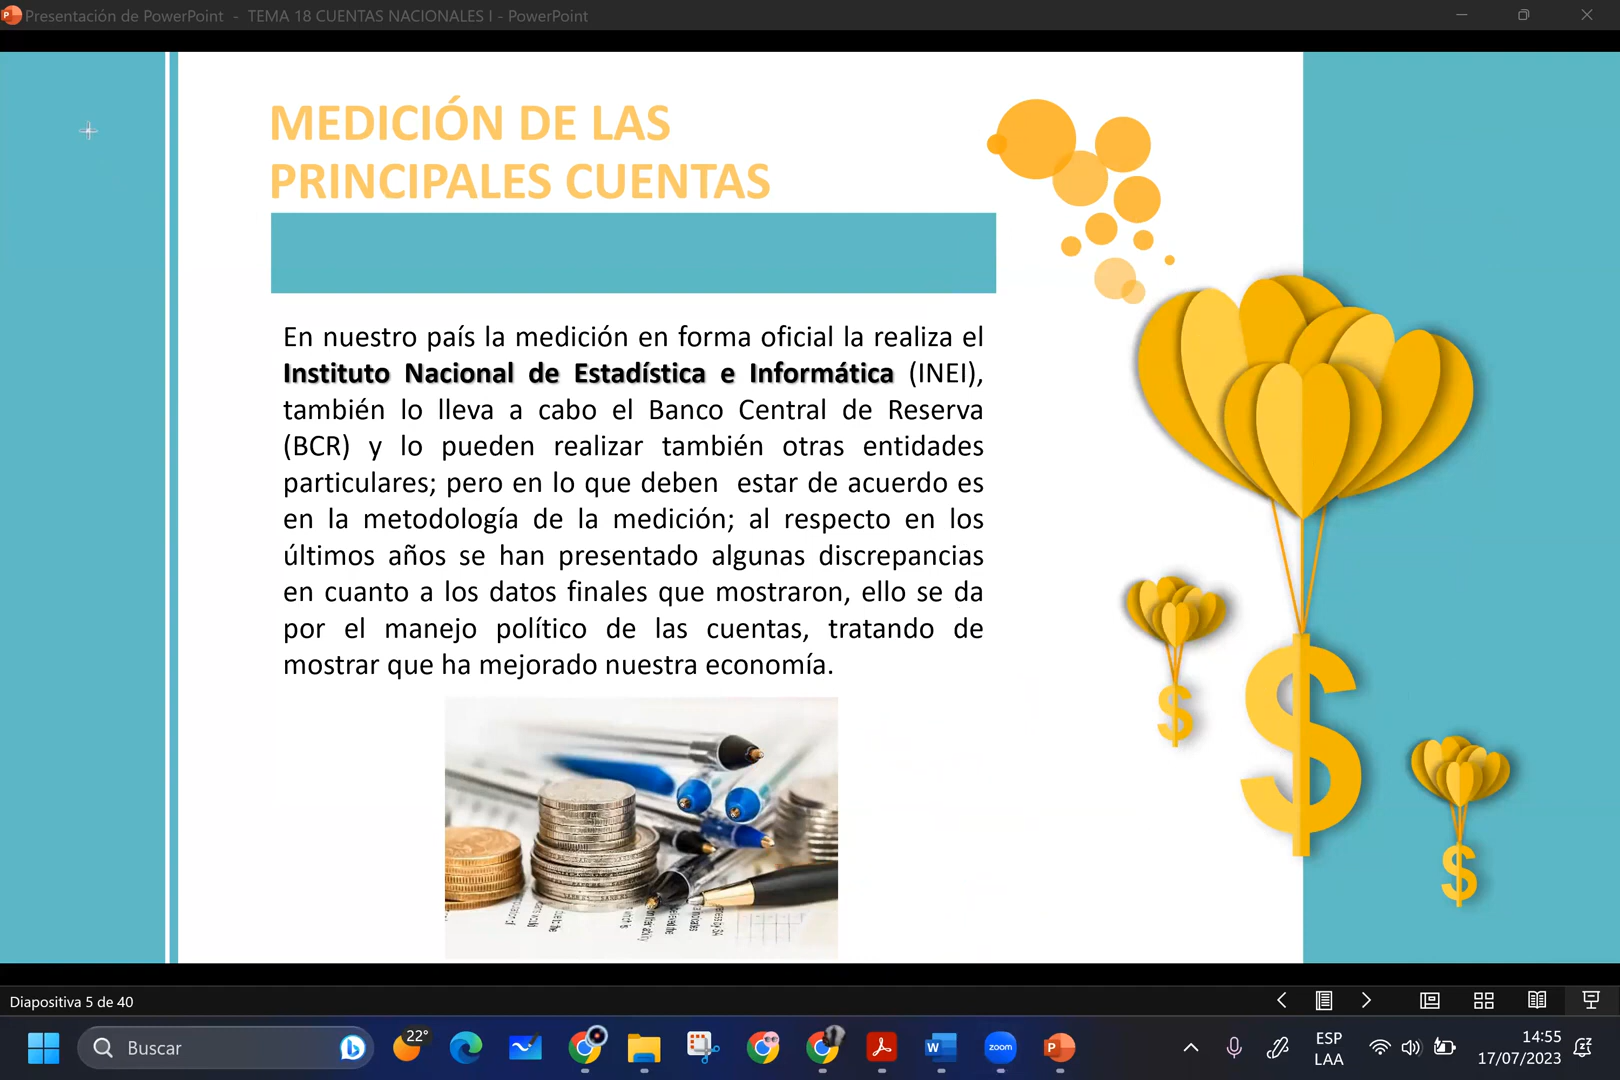 Presentación de PowerPoint - TEMA 18 CUENTAS NACIONALES I - PowerPoint
MEDICIÓN DE LAS
PRINCIPALES CUENTAS
En nuestro país la medición en forma oficial la realiza el
Instituto Nacional de Estadística e Informática (INEI),
también lo lleva a cabo el Banco Central de Reserva
(BCR) y lo pueden realizar también otras entidades
particulares; pero en lo que deben estar de acuerdo es
en la metodología de la medición; al respecto en los
últimos años se han presentado algunas discrepancias
en cuanto a los datos finales que mostraron, ello se da
por el manejo político de las cuentas, tratando de
mostrar que ha mejorado nuestra economía.
$
$
$
Diapositiva 5 de 40
Buscar
22°
zoom
ESP
LAA
14:55
17/07/2023